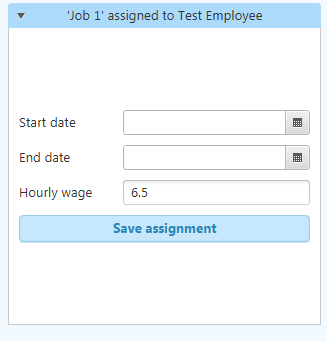 'Job 1' assigned to Test Employee
Start date
End date
Hourly wage 6.5
Save assignment